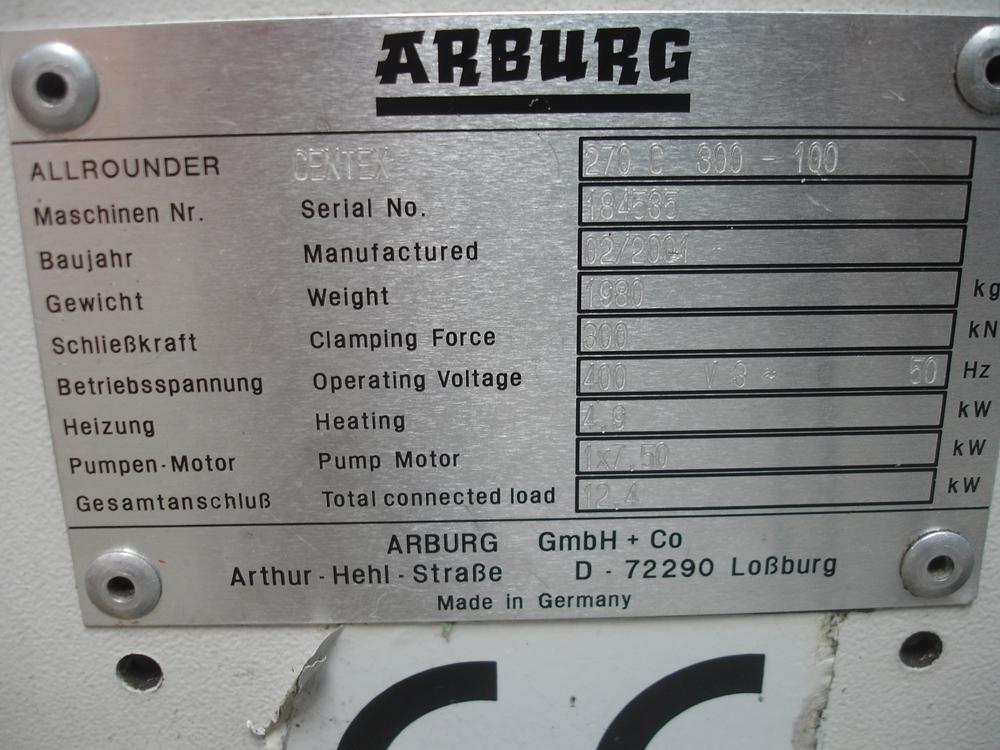 ARBURG
ALLROUNDER CENTEX 270 C 300 - 100
Maschinen Nr. Serial No. 184535
Baujahr Manufactured 02/2001
Gewicht Weight 1980 kg
Schließkraft Clamping Force 300 kN
Betriebsspannung Operating Voltage 400 V 3 ~ 50 Hz
Heizung Heating 4,9 kW
Pumpen-Motor Pump Motor kW
Gesamtanschluß Total connected load 12,4 kW
ARBURG GmbH + Co
Arthur - Hehl - Straße D - 72290 Loßburg
Made in Germany
CE